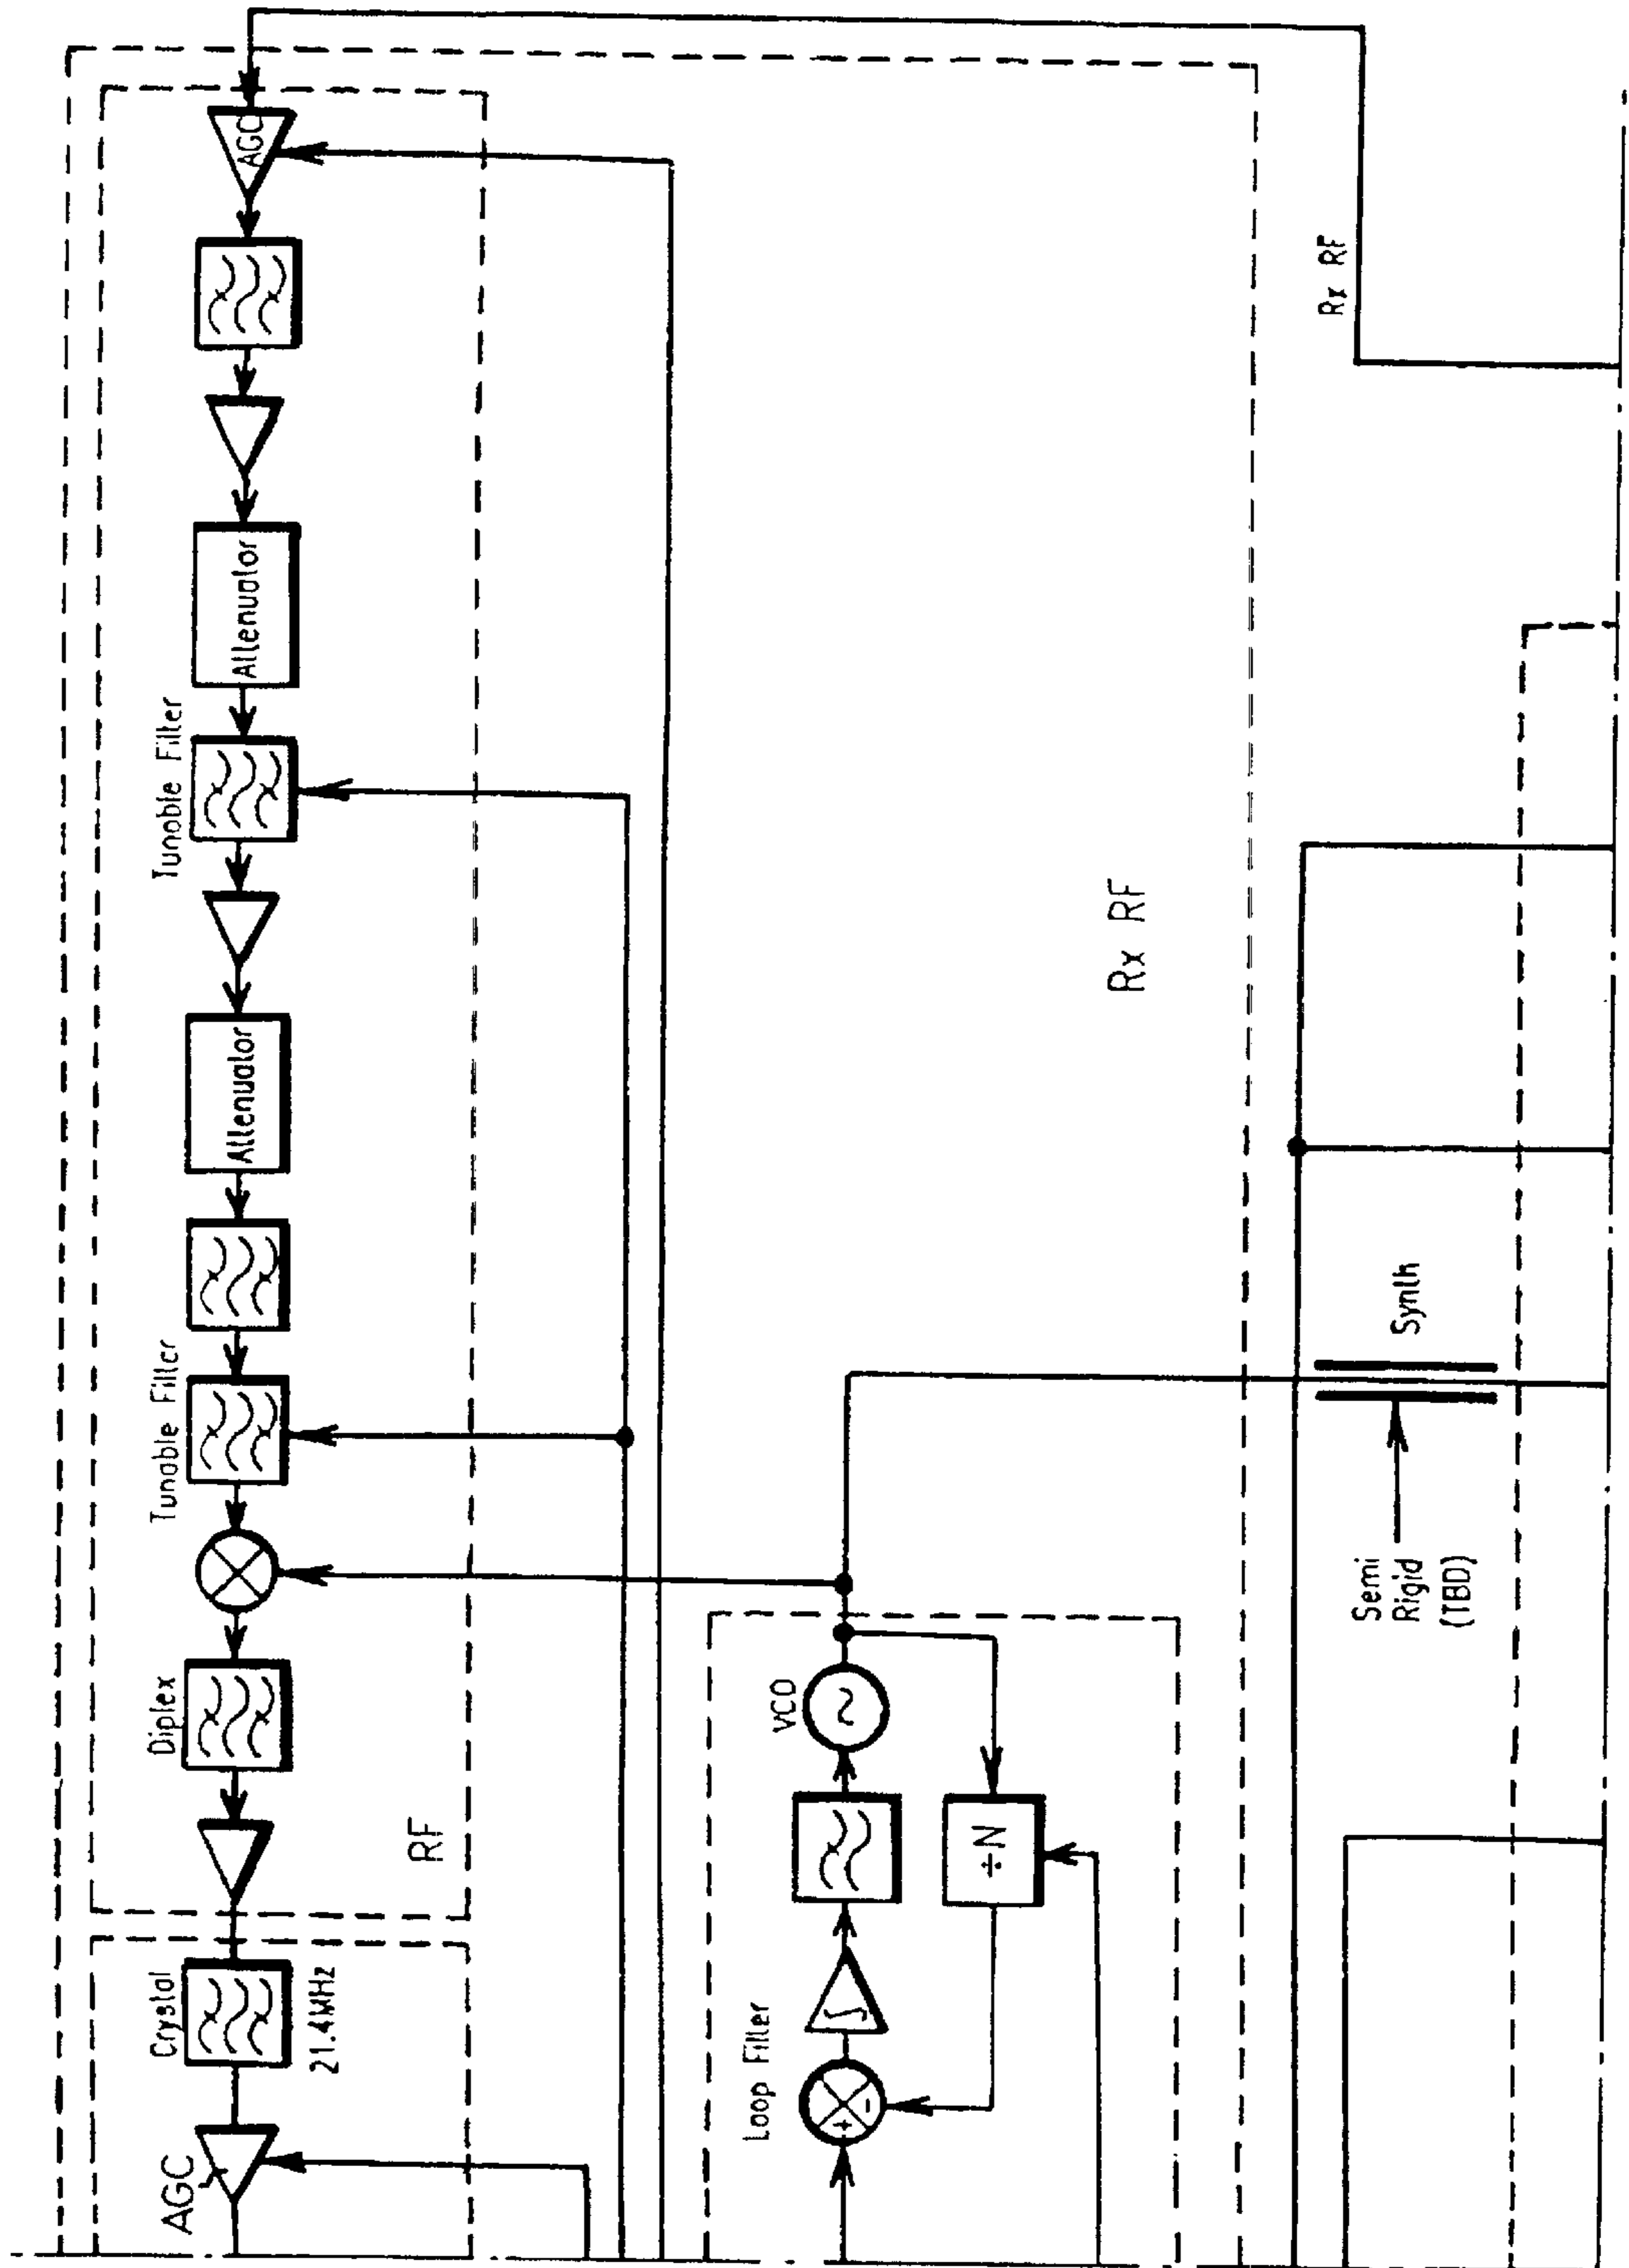 AGC
Attenuator
Tunable Filter
Attenuator
Tunable Filter
Diplex
RF
Crystal
21.4MHz
AGC
Rx RF
VCO
÷N
Loop Filter
+
-
Rx RF
Synth
Semi
Rigid
(TBD)